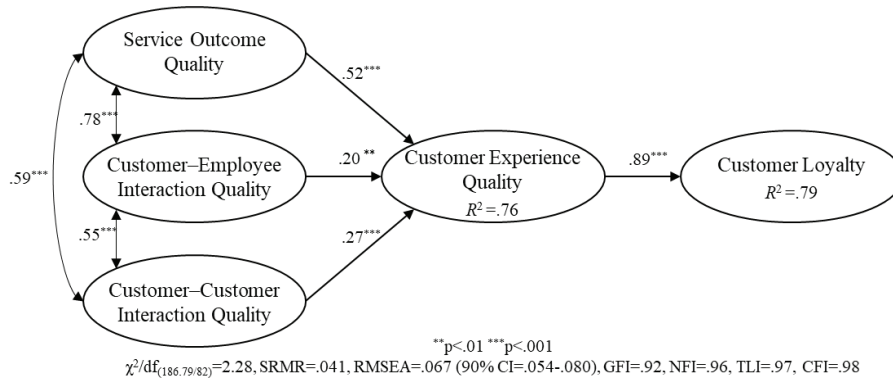 Service Outcome
Quality
.52***
.78***
Customer–Employee
Interaction Quality
.20 **
Customer Experience
Quality
R² =.76
.89***
Customer Loyalty
R² =.79
.59***
.55***
.27***
Customer–Customer
Interaction Quality
**p<.01 ***p<.001
χ²/df(186.79/82)=2.28, SRMR=.041, RMSEA=.067 (90% CI=.054-.080), GFI=.92, NFI=.96, TLI=.97, CFI=.98